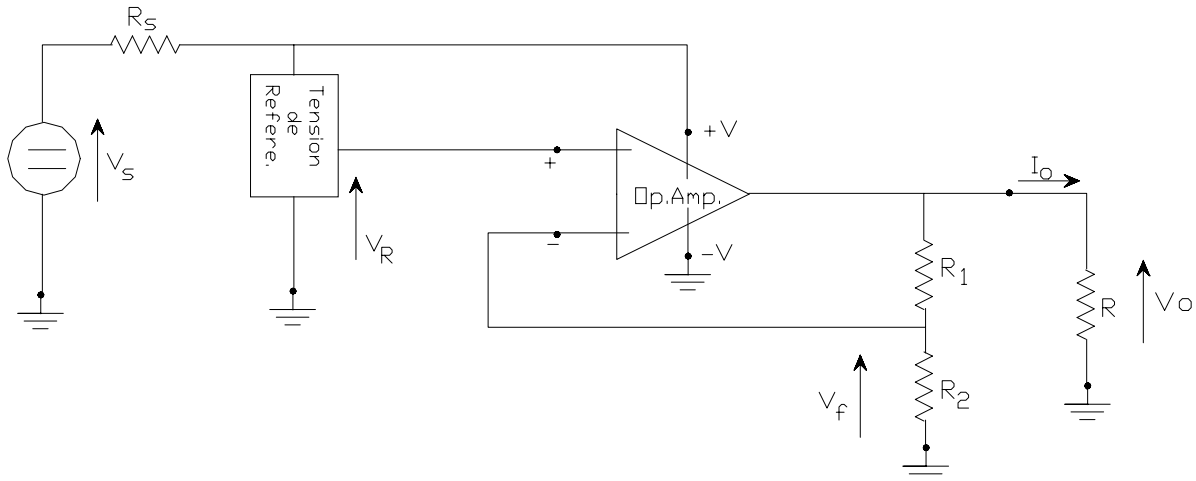 RS
Tension
de
Refere.
VS
VR
+
-
+V
Op.Amp.
-V
IO
R1
R2
R
VO
Vf